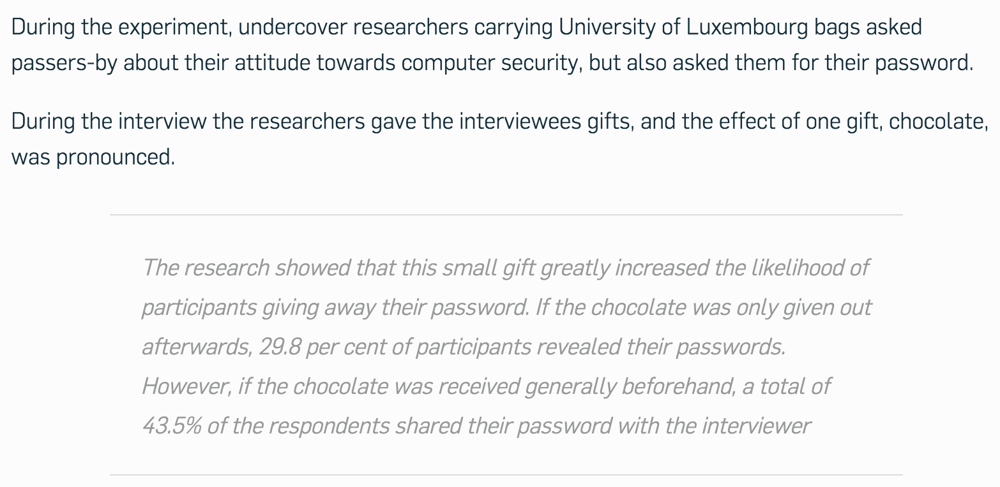 During the experiment, undercover researchers carrying University of Luxembourg bags asked
passers-by about their attitude towards computer security, but also asked them for their password.
During the interview the researchers gave the interviewees gifts, and the effect of one gift, chocolate,
was pronounced.
The research showed that this small gift greatly increased the likelihood of
participants giving away their password. If the chocolate was only given out
afterwards, 29.8 per cent of participants revealed their passwords.
However, if the chocolate was received generally beforehand, a total of
43.5% of the respondents shared their password with the interviewer